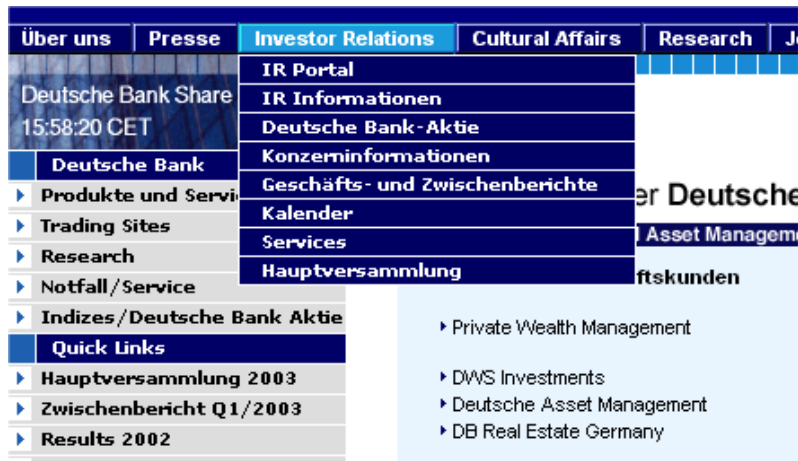 Über uns Presse Investor Relations Cultural Affairs Research
IR Portal
IR Informationen
Deutsche Bank-Aktie
Konzerninformationen
Geschäfts- und Zwischenberichte
Kalender
Services
Hauptversammlung
Deutsche Bank Share
15:58:20 CET
Deutsche Bank
Produkte und
Trading Sites
Research
Notfall/Service
Indizes/Deutsche Bank Aktie
Quick Links
Hauptversammlung 2003
Zwischenbericht Q1/2003
Results 2002
Asset
Private Wealth Management
DWS Investments
Deutsche Asset Management
DB Real Estate Germany